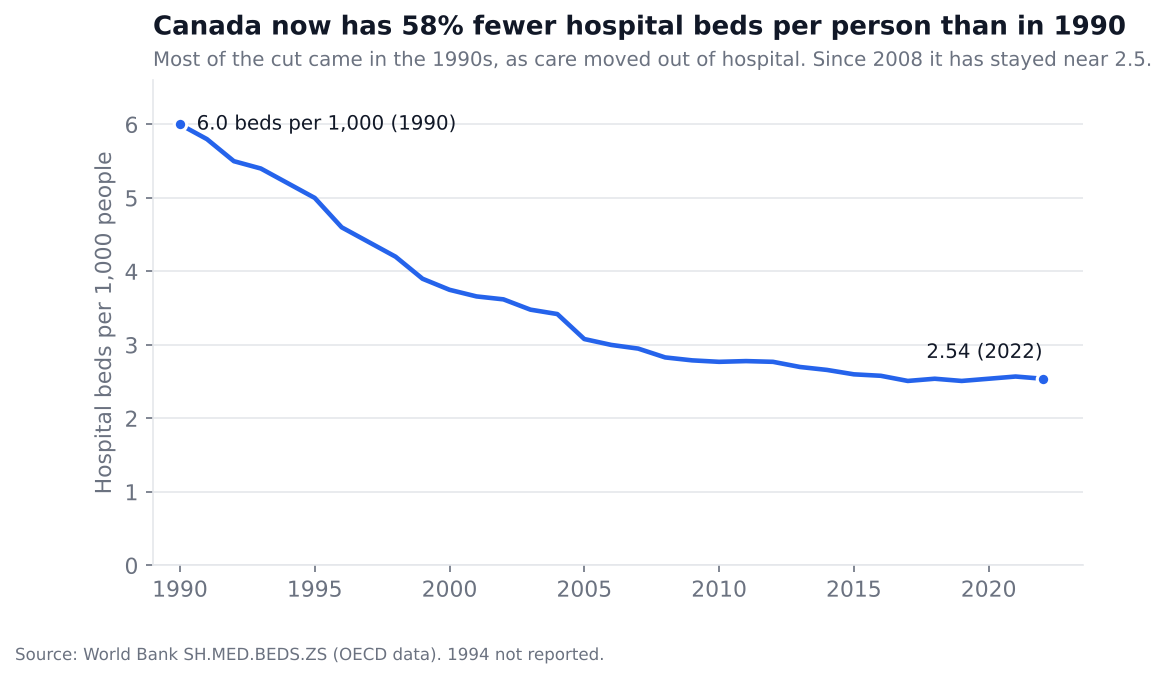 Canada now has 58% fewer hospital beds per person than in 1990
Most of the cut came in the 1990s, as care moved out of hospital. Since 2008 it has stayed near 2.5.
Hospital beds per 1,000 people
6
5
4
3
2
1
0
6.0 beds per 1,000 (1990)
2.54 (2022)
1990 1995 2000 2005 2010 2015 2020
Source: World Bank SH.MED.BEDS.ZS (OECD data). 1994 not reported.